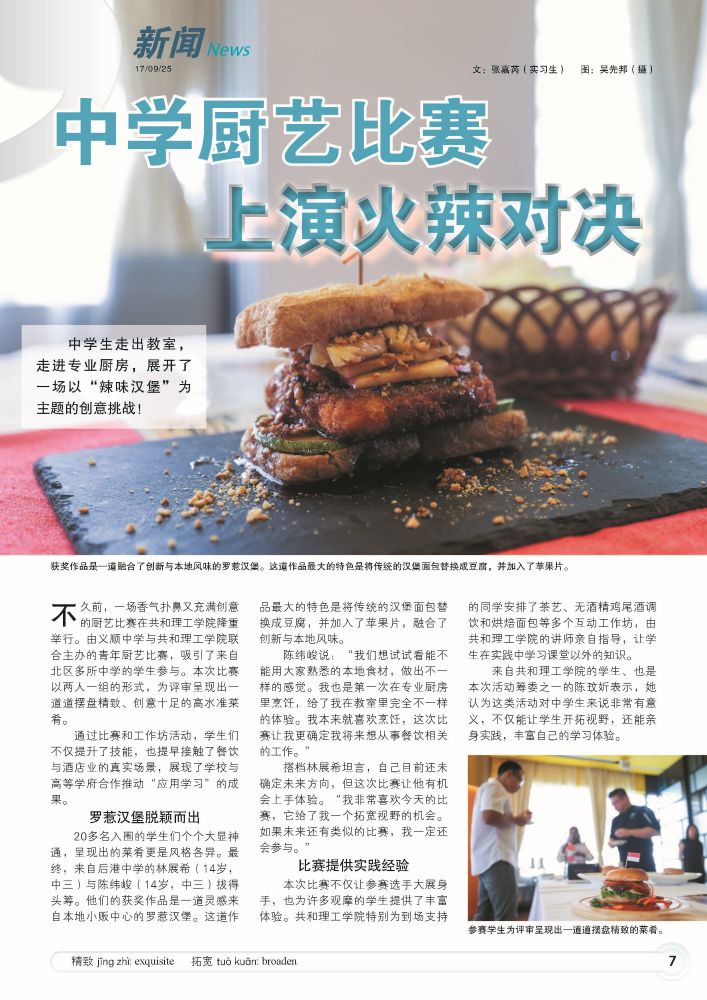 新闻 News
17/09/25
文：张嘉芮（实习生） 图：吴先邦（摄）
中学厨艺比赛
上演火辣对决
中学生走出教室，
走进专业厨房，展开了
一场以“辣味汉堡”为
主题的创意挑战！
获奖作品是一道融合了创新与本地风味的罗惹汉堡。这道作品最大的特色是将传统的汉堡面包替换成豆腐，并加入了苹果片。
不久前，一场香气扑鼻又充满创意
的厨艺比赛在共和理工学院隆重
举行。由义顺中学与共和理工学院联
合主办的青年厨艺比赛，吸引了来自
北区多所中学的学生参与。本次比赛
以两人一组的形式，为评审呈现出一
道道摆盘精致、创意十足的高水准菜
肴。
通过比赛和工作坊活动，学生们
不仅提升了技能，也提早接触了餐饮
与酒店业的真实场景，展现了学校与
高等学府合作推动“应用学习”的成
果。
罗惹汉堡脱颖而出
20多名入围的学生们个个大显神
通，呈现出的菜肴更是风格各异。最
终，来自后港中学的林展希（14岁，
中三）与陈纬峻（14岁，中三）拔得
头筹。他们的获奖作品是一道灵感来
自本地小贩中心的罗惹汉堡。这道作
品最大的特色是将传统的汉堡面包替
换成豆腐，并加入了苹果片，融合了
创新与本地风味。
陈纬峻说：“我们想试试看能不
能用大家熟悉的本地食材，做出不一
样的感觉。我也是第一次在专业厨房
里烹饪，给了我在教室里完全不一样
的体验。我本来就喜欢烹饪，这次比
赛让我更确定我将来想从事餐饮相关
的工作。”
搭档林展希坦言，自己目前还未
确定未来方向，但这次比赛让他有机
会上手体验。“我非常喜欢今天的比
赛，它给了我一个拓宽视野的机会。
如果未来还有类似的比赛，我一定还
会参与。”
比赛提供实践经验
本次比赛不仅让参赛选手大展身
手，也为许多观摩的学生提供了丰富
体验。共和理工学院特别为到场支持
的同学安排了茶艺、无酒精鸡尾酒调
饮和烘焙面包等多个互动工作坊，由
共和理工学院的讲师亲自指导，让学
生在实践中学习课堂以外的知识。
来自共和理工学院的学生、也是
本次活动筹委之一的陈玟妡表示，她
认为这类活动对中学生来说非常有意
义，不仅能让学生开拓视野，还能亲
身实践，丰富自己的学习体验。
参赛学生为评审呈现出一道道摆盘精致的菜肴。
精致 jīng zhì: exquisite 拓宽 tuò kuān: broaden
7